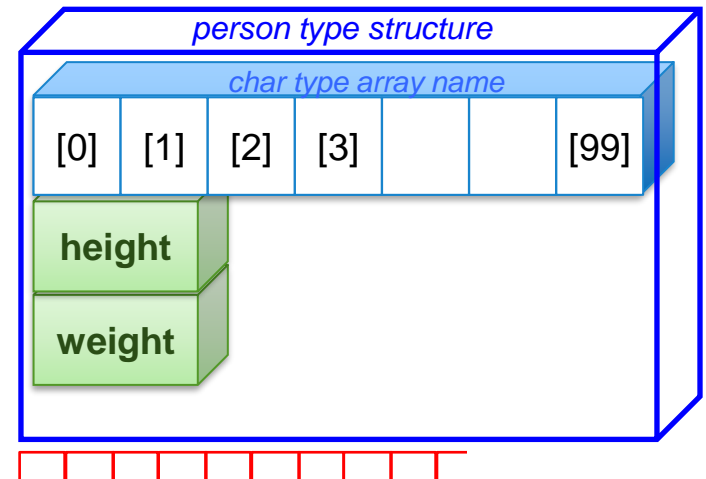 person type structure
char type array name
[0] [1] [2] [3] [99]
height
weight